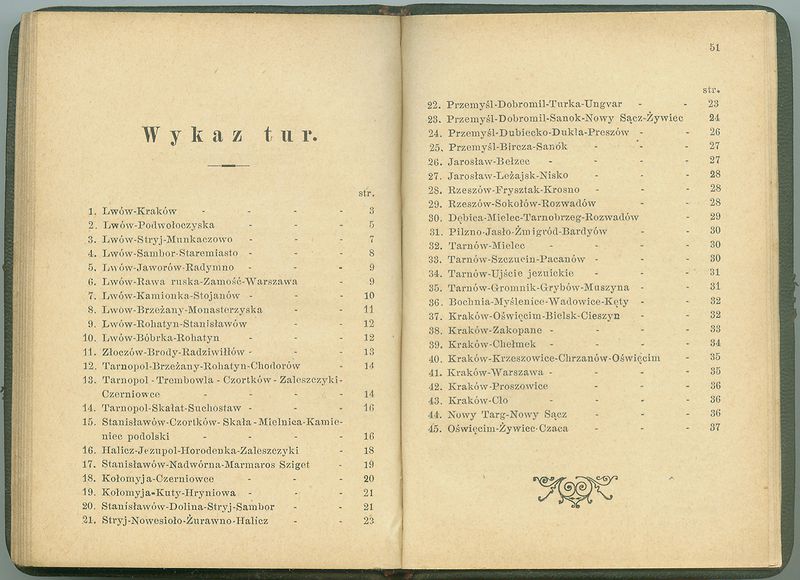 Wykaz tur.
str.
1. Lwów-Kraków - - - - 3
2. Lwów-Podwołoczyska - - - 5
3. Lwów-Stryj-Munkaczowo - - - 7
4. Lwów-Sambor-Staremiasto - - - 8
5. Lwów-Jaworów-Radymno - - - 9
6. Lwów-Rawa ruska-Zamość-Warszawa - - 9
7. Lwów-Kamionka-Stojanów - - - 10
8. Lwów-Brzeżany-Monasterzyska - - 11
9. Lwów-Rohatyn-Stanisławów - - 12
10. Lwów-Bóbrka-Rohatyn - - - 12
11. Złoczów-Brody-Radziwiłłów - - - 13
12. Tarnopol-Brzeżany-Rohatyn-Chodorów - 14
13. Tarnopol-Trembowla-Czortków-Zaleszczyki-
Czerniowce - - - - 14
14. Tarnopol-Skałat-Suchostaw - - - 16
15. Stanisławów-Czortków-Skała-Mielnica-Kamie-
niec podolski - - - - 16
16. Halicz-Jezupol-Horodenka-Zaleszczyki - 18
17. Stanisławów-Nadwórna-Marmaros Sziget - 19
18. Kołomyja-Czerniowce - - - 20
19. Kołomyja-Kuty-Hryniowa - - - 21
20. Stanisławów-Dolina-Stryj-Sambor - - 21
21. Stryj-Nowesioło-Żurawno-Halicz - - 23
51
str.
22. Przemyśl-Dobromil-Turka-Ungvar - - 23
23. Przemyśl-Dobromil-Sanok-Nowy Sącz-Żywiec 24
24. Przemyśl-Dubiecko-Dukla-Preszów - - 26
25. Przemyśl-Bircza-Sanók - - - 27
26. Jarosław-Bełzec - - - - 27
27. Jarosław-Leżajsk-Nisko - - - 28
28. Rzeszów-Frysztak-Krosno - - - 28
29. Rzeszów-Sokołów-Rozwadów - - 28
30. Dębica-Mielec-Tarnobrzeg-Rozwadów - 29
31. Pilzno-Jasło-Żmigród-Bardyów - - 30
32. Tarnów-Mielec - - - - 30
33. Tarnów-Szczucin-Pacanów - - - 30
34. Tarnów-Ujście jezuickie - - - 31
35. Tarnów-Gromnik-Grybów-Muszyna - - 31
36. Bochnia-Myślenice-Wadowice-Kęty - - 32
37. Kraków-Oświęcim-Bielsk-Cieszyn - - 32
38. Kraków-Zakopane - - - - 33
39. Kraków-Chełmek - - - - 34
40. Kraków-Krzeszowice-Chrzanów-Oświęcim 35
41. Kraków-Warszawa - - - - 35
42. Kraków-Proszowice - - - 36
43. Kraków-Cło - - - - 36
44. Nowy Targ-Nowy Sącz - - - 36
45. Oświęcim-Żywiec-Czaca - - - 37